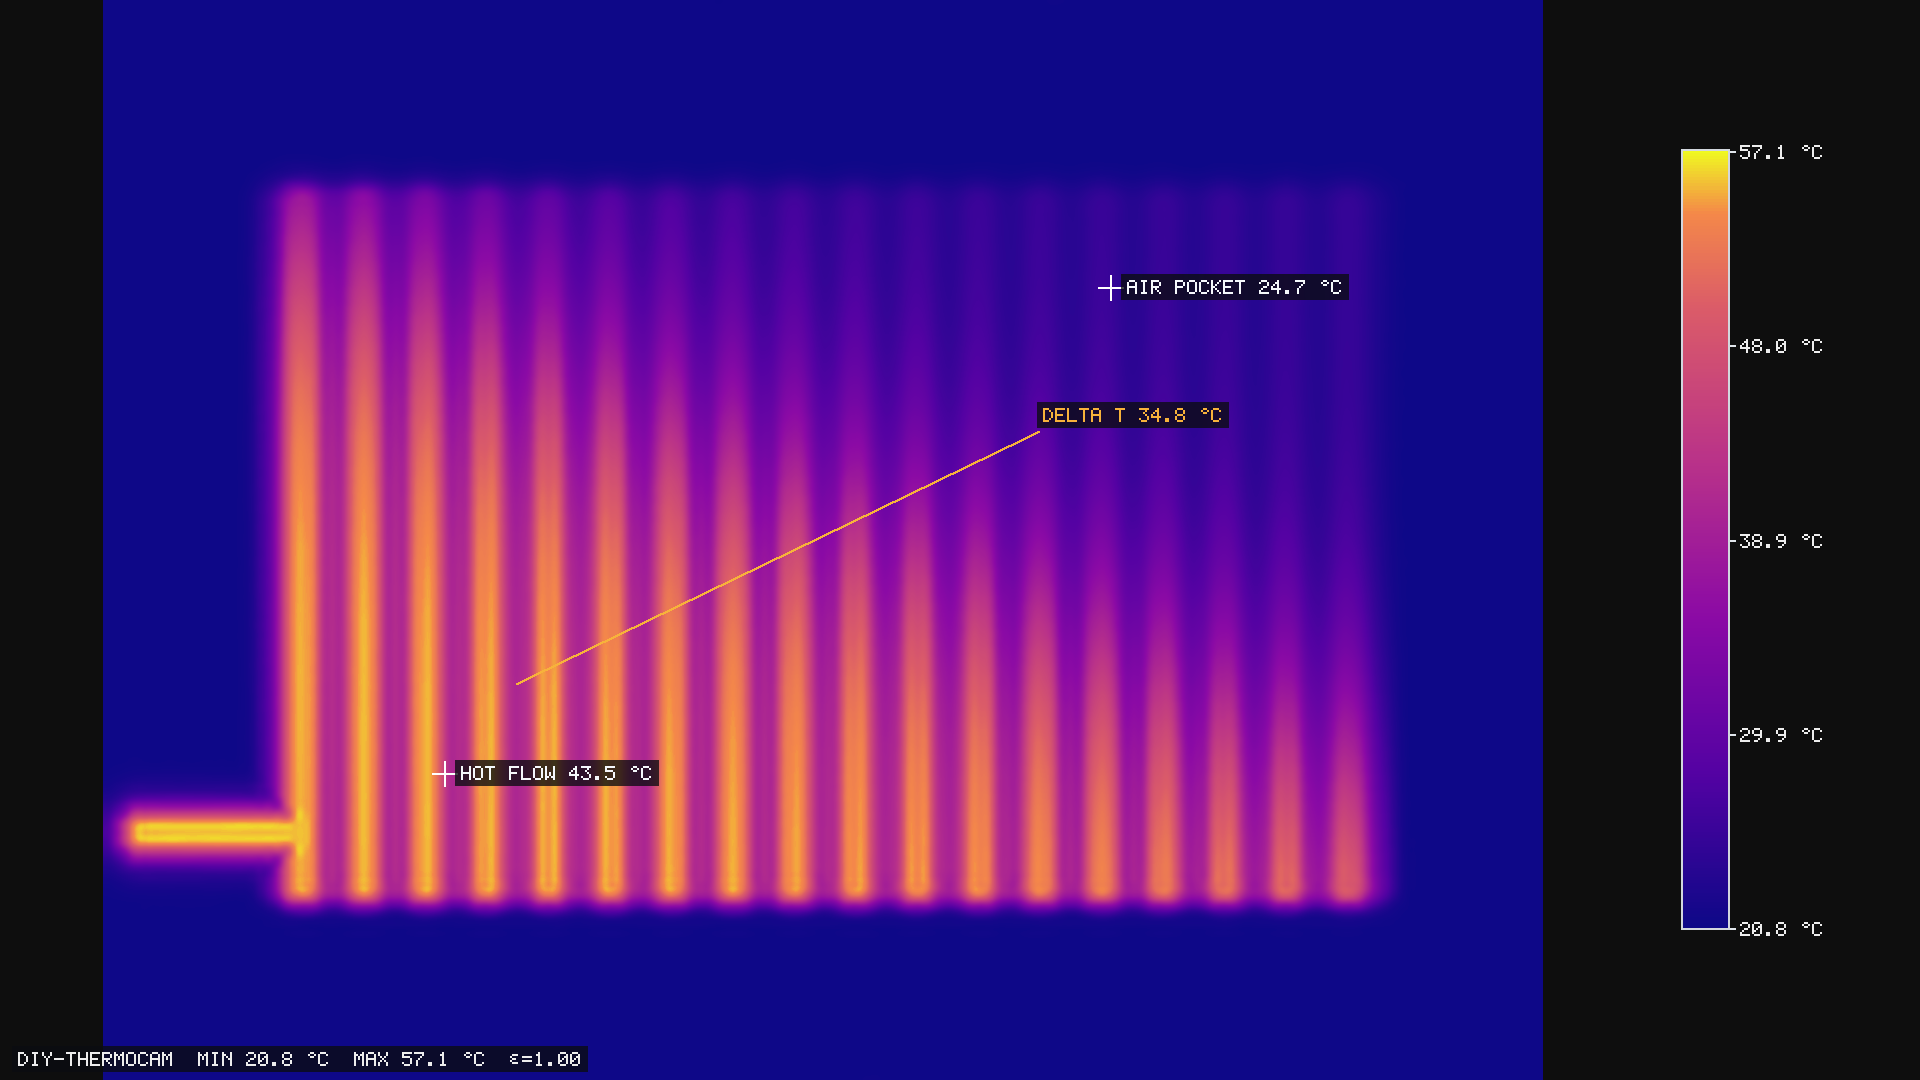 57.1 °C
AIR POCKET 24.7 °C
48.0 °C
DELTA T 34.8 °C
38.9 °C
29.9 °C
HOT FLOW 43.5 °C
20.8 °C
DIY-THERMOCAM MIN 20.8 °C MAX 57.1 °C ε=1.00